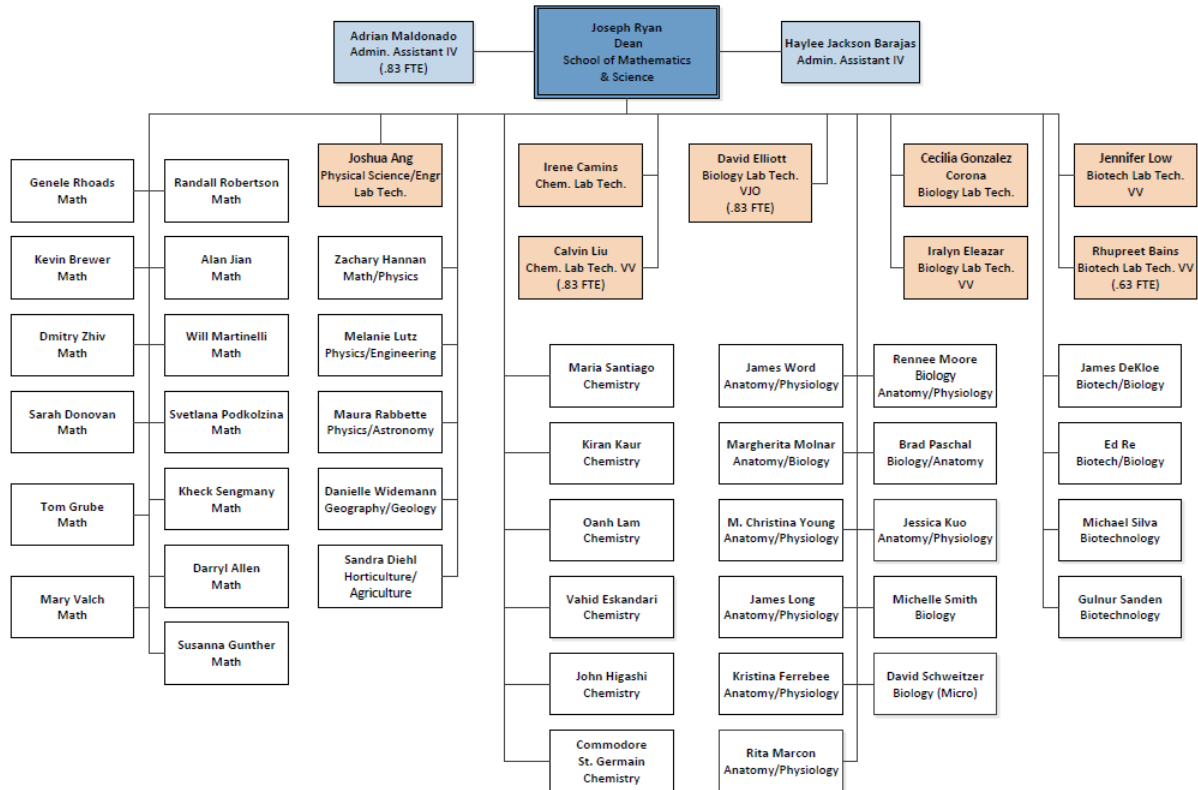 Adrian Maldonado
Admin. Assistant IV
(.83 FTE)
Joseph Ryan
Dean
School of Mathematics
& Science
Haylee Jackson Barajas
Admin. Assistant IV
Genele Rhoads
Math
Kevin Brewer
Math
Dmitry Zhiv
Math
Sarah Donovan
Math
Tom Grube
Math
Mary Valch
Math
Randall Robertson
Math
Alan Jian
Math
Will Martinelli
Math
Svetlana Podkolzina
Math
Kheck Sengmany
Math
Darryl Allen
Math
Susanna Gunther
Math
Joshua Ang
Physical Science/Engr
Lab Tech.
Zachary Hannan
Math/Physics
Melanie Lutz
Physics/Engineering
Maura Rabbette
Physics/Astronomy
Danielle Widemann
Geography/Geology
Sandra Diehl
Horticulture/
Agriculture
Irene Camins
Chem. Lab Tech.
Calvin Liu
Chem. Lab Tech. VV
(.83 FTE)
Maria Santiago
Chemistry
Kiran Kaur
Chemistry
Oanh Lam
Chemistry
Vahid Eskandari
Chemistry
John Higashi
Chemistry
Commodore
St. Germain
Chemistry
David Elliott
Biology Lab Tech.
VJO
(.83 FTE)
James Word
Anatomy/Physiology
Margherita Molnar
Anatomy/Biology
M. Christina Young
Anatomy/Physiology
James Long
Anatomy/Physiology
Kristina Ferrebee
Anatomy/Physiology
Rita Marcon
Anatomy/Physiology
Cecilia Gonzalez
Corona
Biology Lab Tech.
Iralyn Eleazar
Biology Lab Tech.
VV
Rennee Moore
Biology
Anatomy/Physiology
Brad Paschal
Biology/Anatomy
Jessica Kuo
Anatomy/Physiology
Michelle Smith
Biology
David Schweitzer
Biology (Micro)
Jennifer Low
Biotech Lab Tech.
VV
Rhupreet Bains
Biotech Lab Tech. VV
(.63 FTE)
James DeKloe
Biotech/Biology
Ed Re
Biotech/Biology
Michael Silva
Biotechnology
Gulnur Sanden
Biotechnology